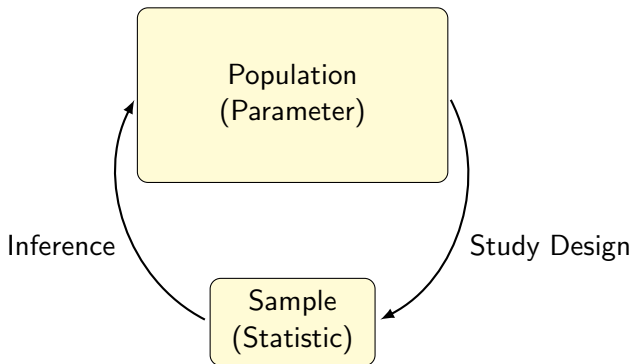 Population
(Parameter)
Inference
Study Design
Sample
(Statistic)